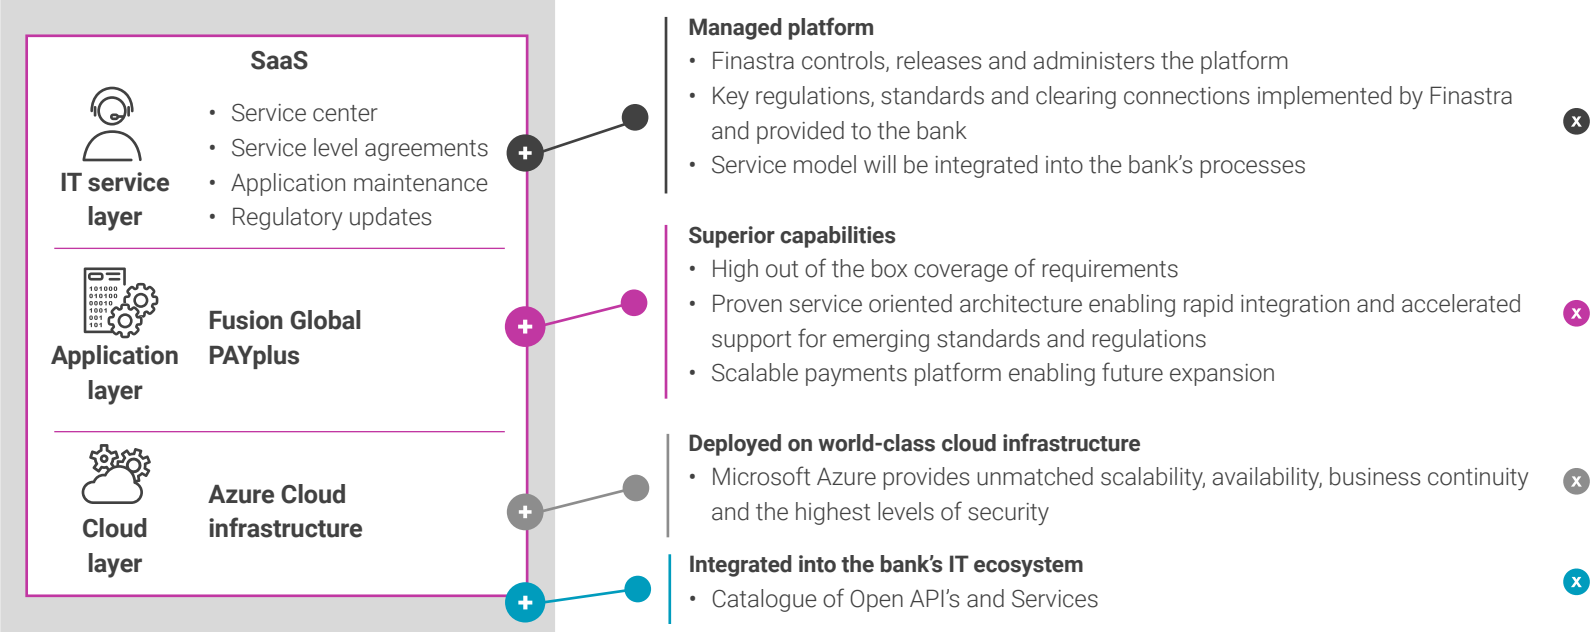 SaaS
• Service center
• Service level agreements
• Application maintenance
• Regulatory updates
IT service
layer
101000
010100
00010
1001
001
101
Application
layer
Fusion Global
PAYplus
Cloud
layer
Azure Cloud
infrastructure
+
+
+
+
Managed platform
• Finastra controls, releases and administers the platform
• Key regulations, standards and clearing connections implemented by Finastra
and provided to the bank
• Service model will be integrated into the bank’s processes
x
Superior capabilities
• High out of the box coverage of requirements
• Proven service oriented architecture enabling rapid integration and accelerated
support for emerging standards and regulations
• Scalable payments platform enabling future expansion
x
Deployed on world-class cloud infrastructure
• Microsoft Azure provides unmatched scalability, availability, business continuity
and the highest levels of security
x
Integrated into the bank’s IT ecosystem
• Catalogue of Open API’s and Services
x